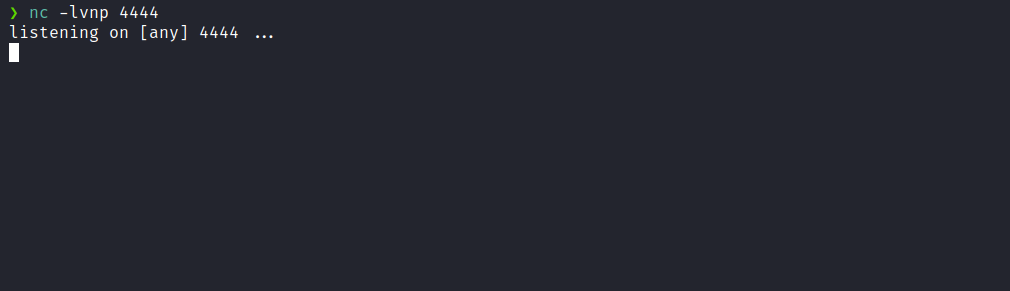 ❯ nc -lvnp 4444
listening on [any] 4444 ...